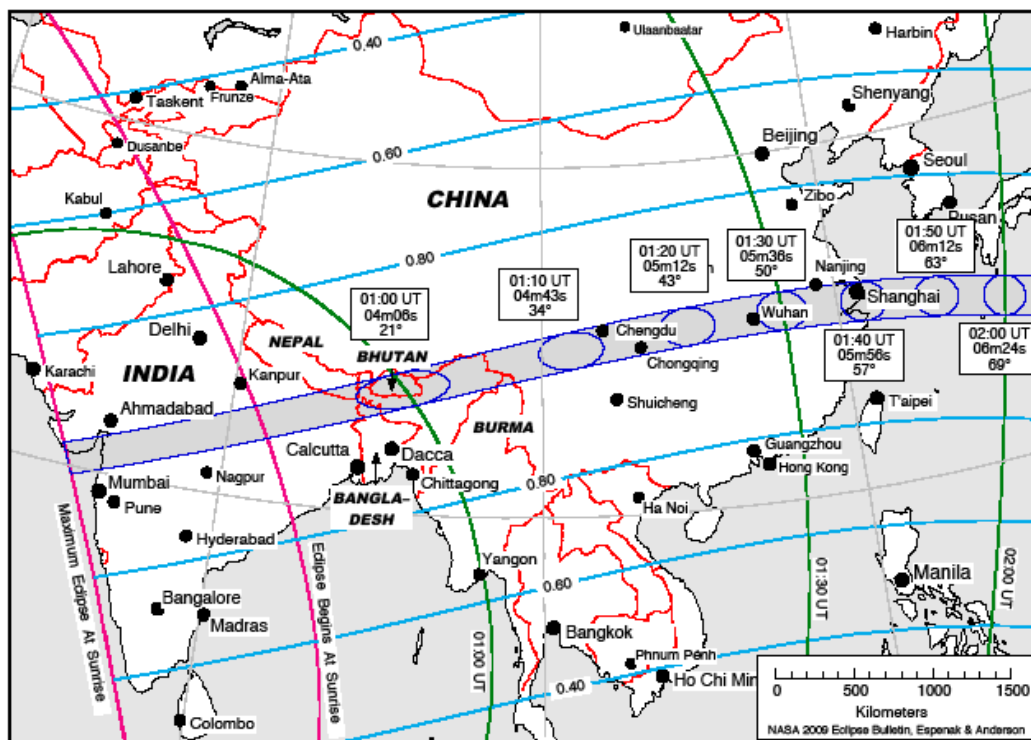 0.40
Ulaanbaatar
Harbin
Alma-Ata
Frunze
Taakent
Shenyang
Dusanbe
Beijing
0.60
Seoul
CHINA
Kabul
Zibo
Pusan
0.80
01:50 UT
06m12s
63°
01:30 UT
05m36s
50°
01:20 UT
05m12s
43°
Lahore
01:10 UT
04m43s
34°
Nanjing
01:00 UT
04m06s
21°
Shanghai
Delhi
NEPAL
Chengdu
Wuhan
BHUTAN
Chongqing
01:40 UT
05m56s
57°
02:00 UT
06m24s
69°
Karachi
INDIA
Kanpur
Shuicheng
T'aipei
Ahmadabad
BURMA
Guangzhou
Hong Kong
Calcutta
Dacca
Nagpur
Chittagong
0.80
Mumbai
Pune
BANGLA-
DESH
Ha Noi
Hyderabad
Yangon
0.60
Manila
Bangalore
Madras
Bangkok
Maximum Eclipse At Sunrise
Eclipse Begins At Sunrise
01:00 UT
01:30 UT
02:00 UT
Phnum Penh
Ho Chi Min
0.40
Colombo
0 500 1000 1500
Kilometers
NASA 2009 Eclipse Bulletin, Espenak & Anderson